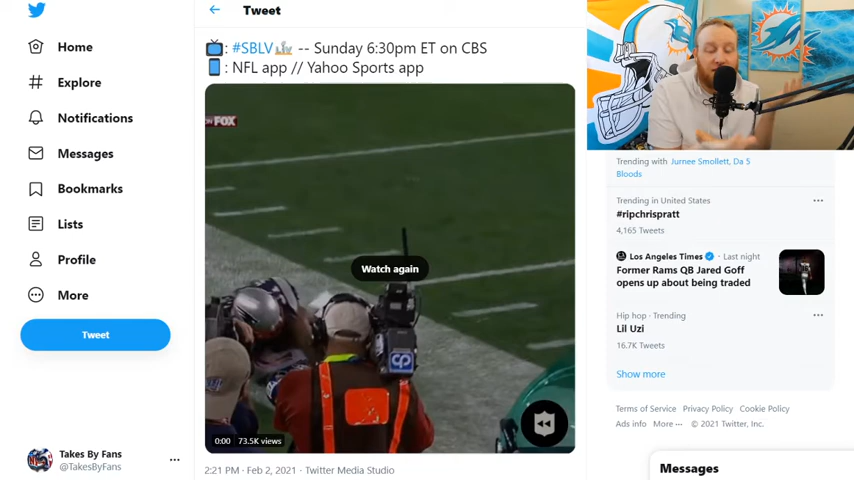 Home
Explore
Notifications
Messages
Bookmarks
Lists
Profile
More
Tweet
Takes By Fans
@TakesByFans
Tweet
: #SBLV -- Sunday 6:30pm ET on CBS
: NFL app // Yahoo Sports app
FOX
Watch again
0:00 73.5K views
2:21 PM · Feb 2, 2021 · Twitter Media Studio
Trending with Jurnee Smollett, Da 5
Bloods
Trending in United States
#ripchrispratt
4,165 Tweets
Los Angeles Times · Last night
Former Rams QB Jared Goff
opens up about being traded
Hip hop · Trending
Lil Uzi
16.7K Tweets
Show more
Terms of Service Privacy Policy Cookie Policy
Ads info More ··· © 2021 Twitter, Inc.
Messages